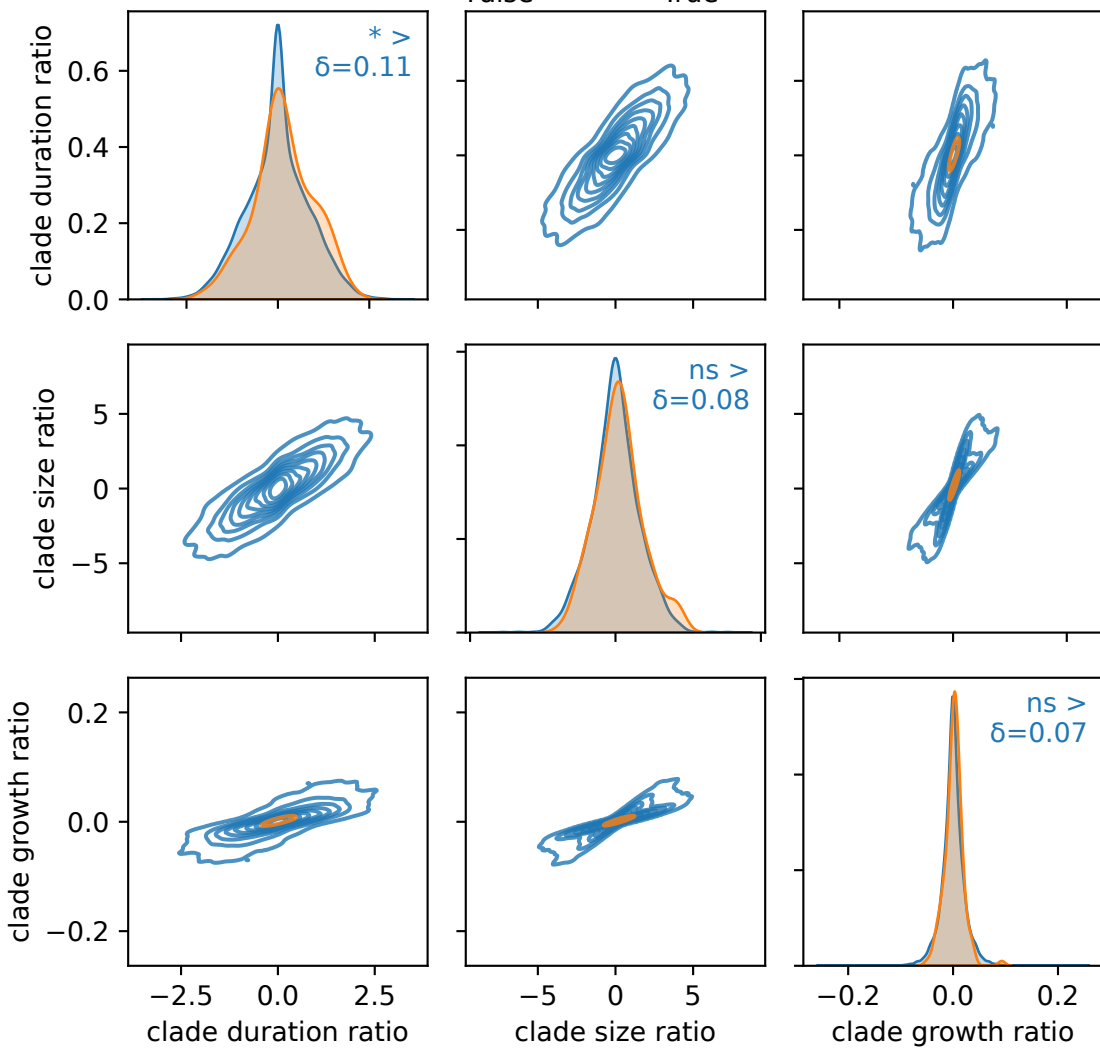 clade duration ratio
0.6
0.4
0.2
0.0
* >
δ=0.11
clade size ratio
5
0
−5
ns >
δ=0.08
clade growth ratio
0.2
0.0
−0.2
ns >
δ=0.07
−2.5 0.0 2.5
−5 0 5
−0.2 0.0 0.2
clade duration ratio
clade size ratio
clade growth ratio